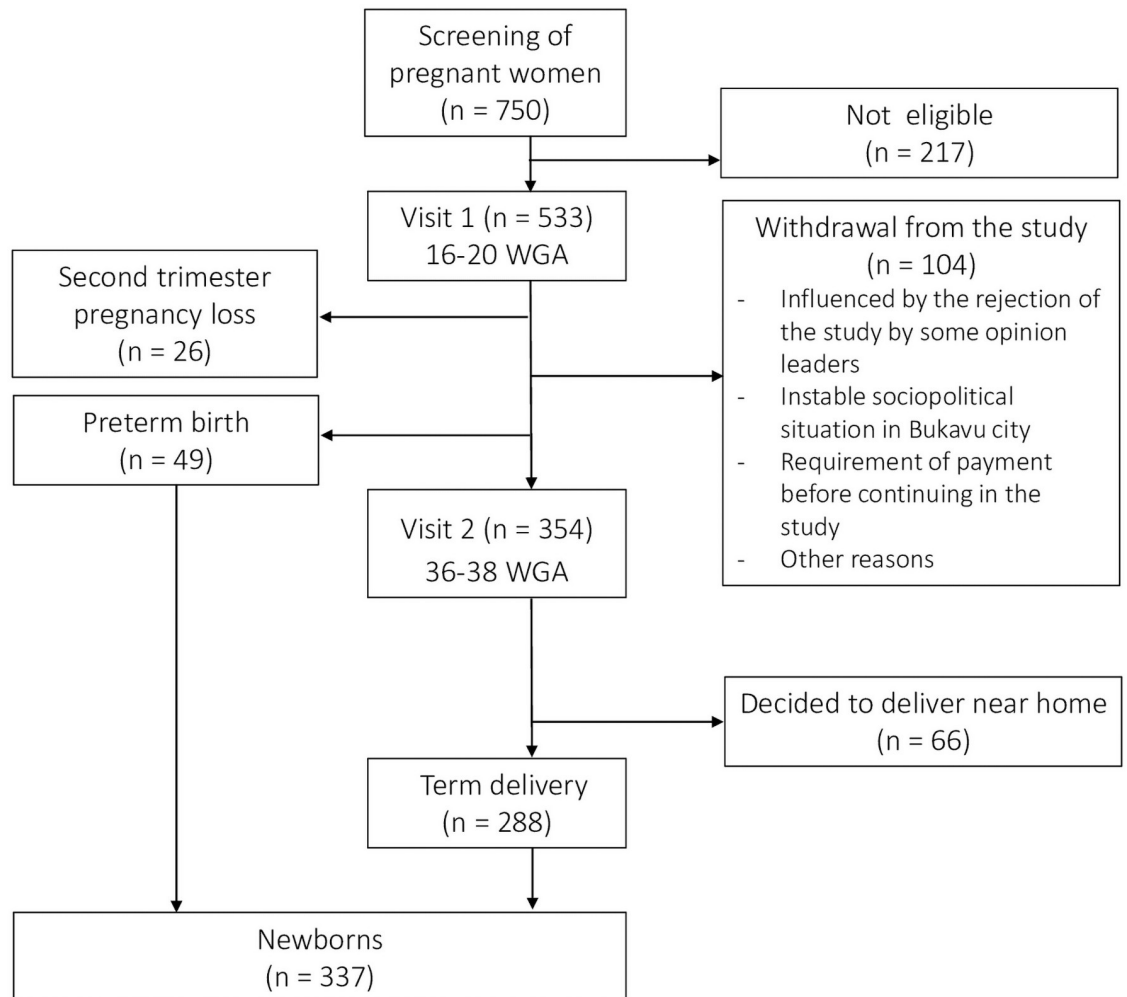 Screening of
pregnant women
(n = 750)
Not eligible
(n = 217)
Visit 1 (n = 533)
16-20 WGA
Second trimester
pregnancy loss
(n = 26)
Withdrawal from the study
(n = 104)
- Influenced by the rejection of
the study by some opinion
leaders
- Instable sociopolitical
situation in Bukavu city
- Requirement of payment
before continuing in the
study
- Other reasons
Preterm birth
(n = 49)
Visit 2 (n = 354)
36-38 WGA
Decided to deliver near home
(n = 66)
Term delivery
(n = 288)
Newborns
(n = 337)